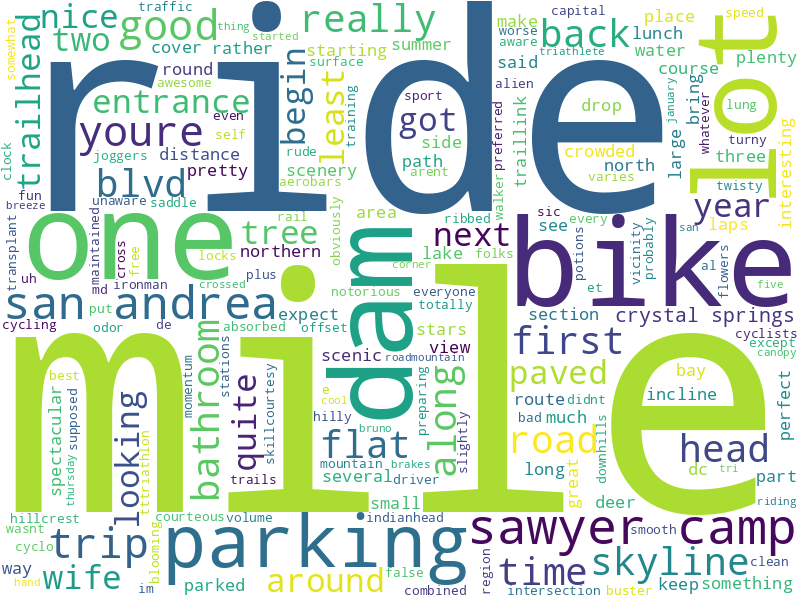 ride
mile
bike
lot
one
dam
parking
sawyer camp
san andrea
good
really
nice
two
back
trailhead
entrance
youre
blvd
begin
least
got
tree
next
year
first
paved
road
head
flat
along
quite
bathroom
looking
trip
wife
around
time
skyline
traffic
thing
started
cover
rather
starting
summer
round
awesome
surface
training
somewhat
clock
even
self
joggers
distance
pretty
rude
scenery
aerobars
saddle
unaware
fun
breeze
sport
path
side
arent
preferred
walker
traillink
said
make
aware
worse
triathlete
alien
capital
place
lunch
water
course
plenty
speed
january
lung
bring
large
whatever
turny
three
twisty
interesting
drop
crowded
north
varies
area
ribbed
sic
every
see
potions
vicinity
probably
san
al
flowers
laps
five
et
lake
folks
northern
rail
locks
free
cross
crossed
maintained
transplant
uh
md
ironman
plus
obviously
notorious
corner
everyone
totally
expect
offset
stars
view
scenic
roadmountain
section
crystal springs
cyclists
except
canopy
bay
incline
route
didnt
bad
much
dc
tri
perfect
part
riding
long
great
downhills
deer
cycling
put
odor
de
absorbed
stations
momentum
skillcourtesy
e
cool
hilly
bruno
mountain
brakes
preparing
slightly
trails
several
driver
best
supposed
thursday
spectacular
tttriathlon
hillcrest
wasnt
cyclo
way
hand
im
blooming
courteous
volume
parked
false
small
indianhead
combined
region
smooth
intersection
buster
keep
something
clean